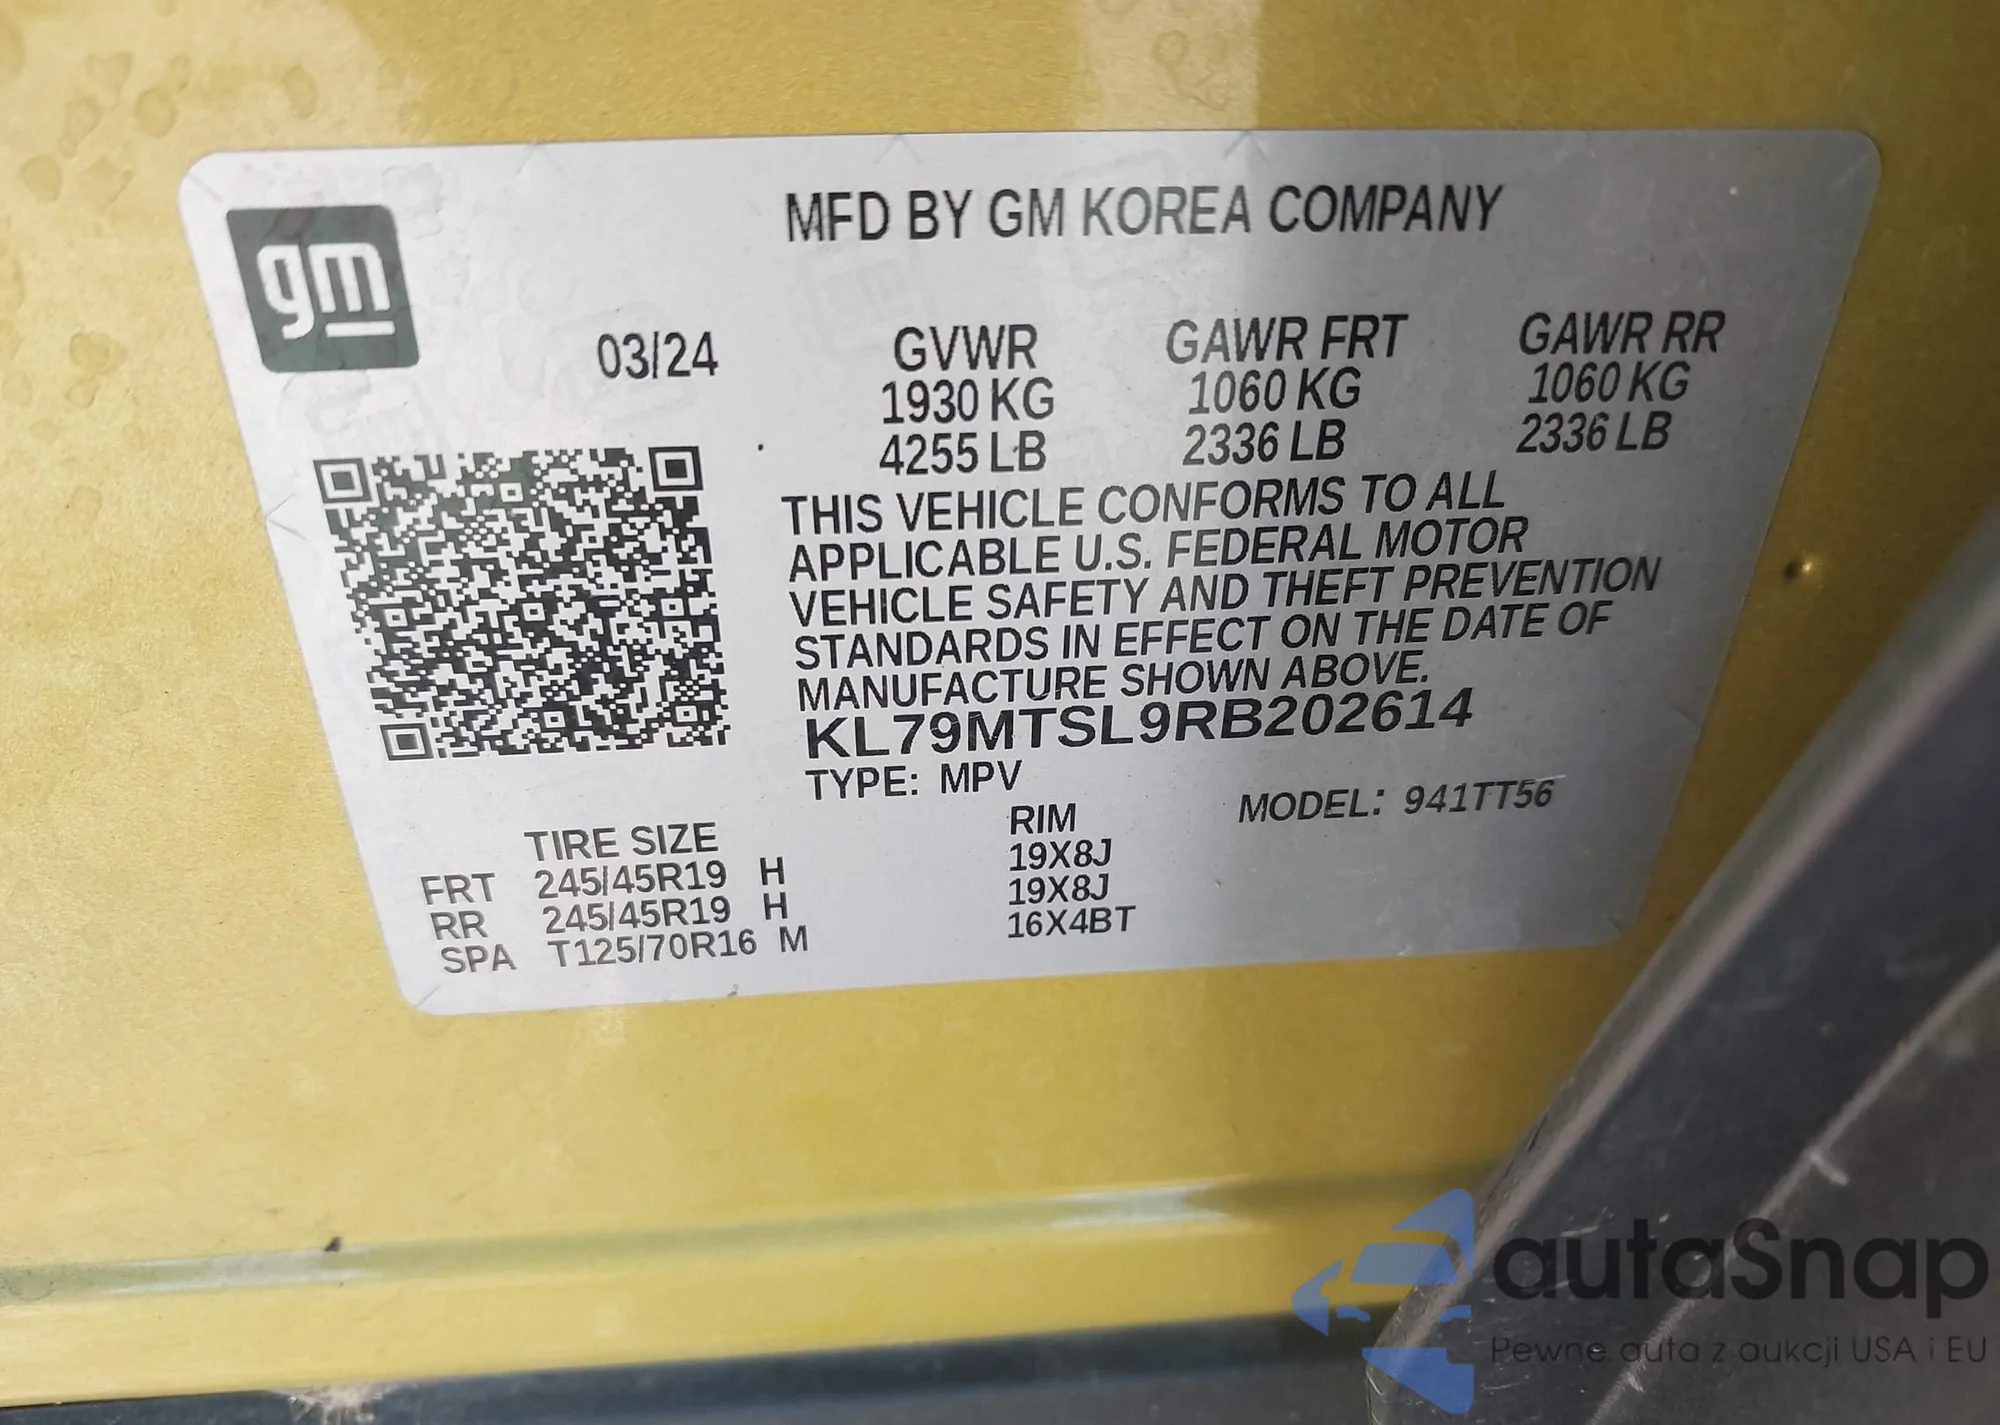 gm
MFD BY GM KOREA COMPANY
03/24 GVWR GAWR FRT GAWR RR
1930 KG 1060 KG 1060 KG
4255 LB 2336 LB 2336 LB
THIS VEHICLE CONFORMS TO ALL
APPLICABLE U.S. FEDERAL MOTOR
VEHICLE SAFETY AND THEFT PREVENTION
STANDARDS IN EFFECT ON THE DATE OF
MANUFACTURE SHOWN ABOVE.
KL79MTSL9RB202614
TYPE: MPV MODEL: 941TT56
TIRE SIZE RIM
FRT 245/45R19 H 19X8J
RR 245/45R19 H 19X8J
SPA T125/70R16 M 16X4BT
autaSnap
Pewne auta z aukcji USA i EU